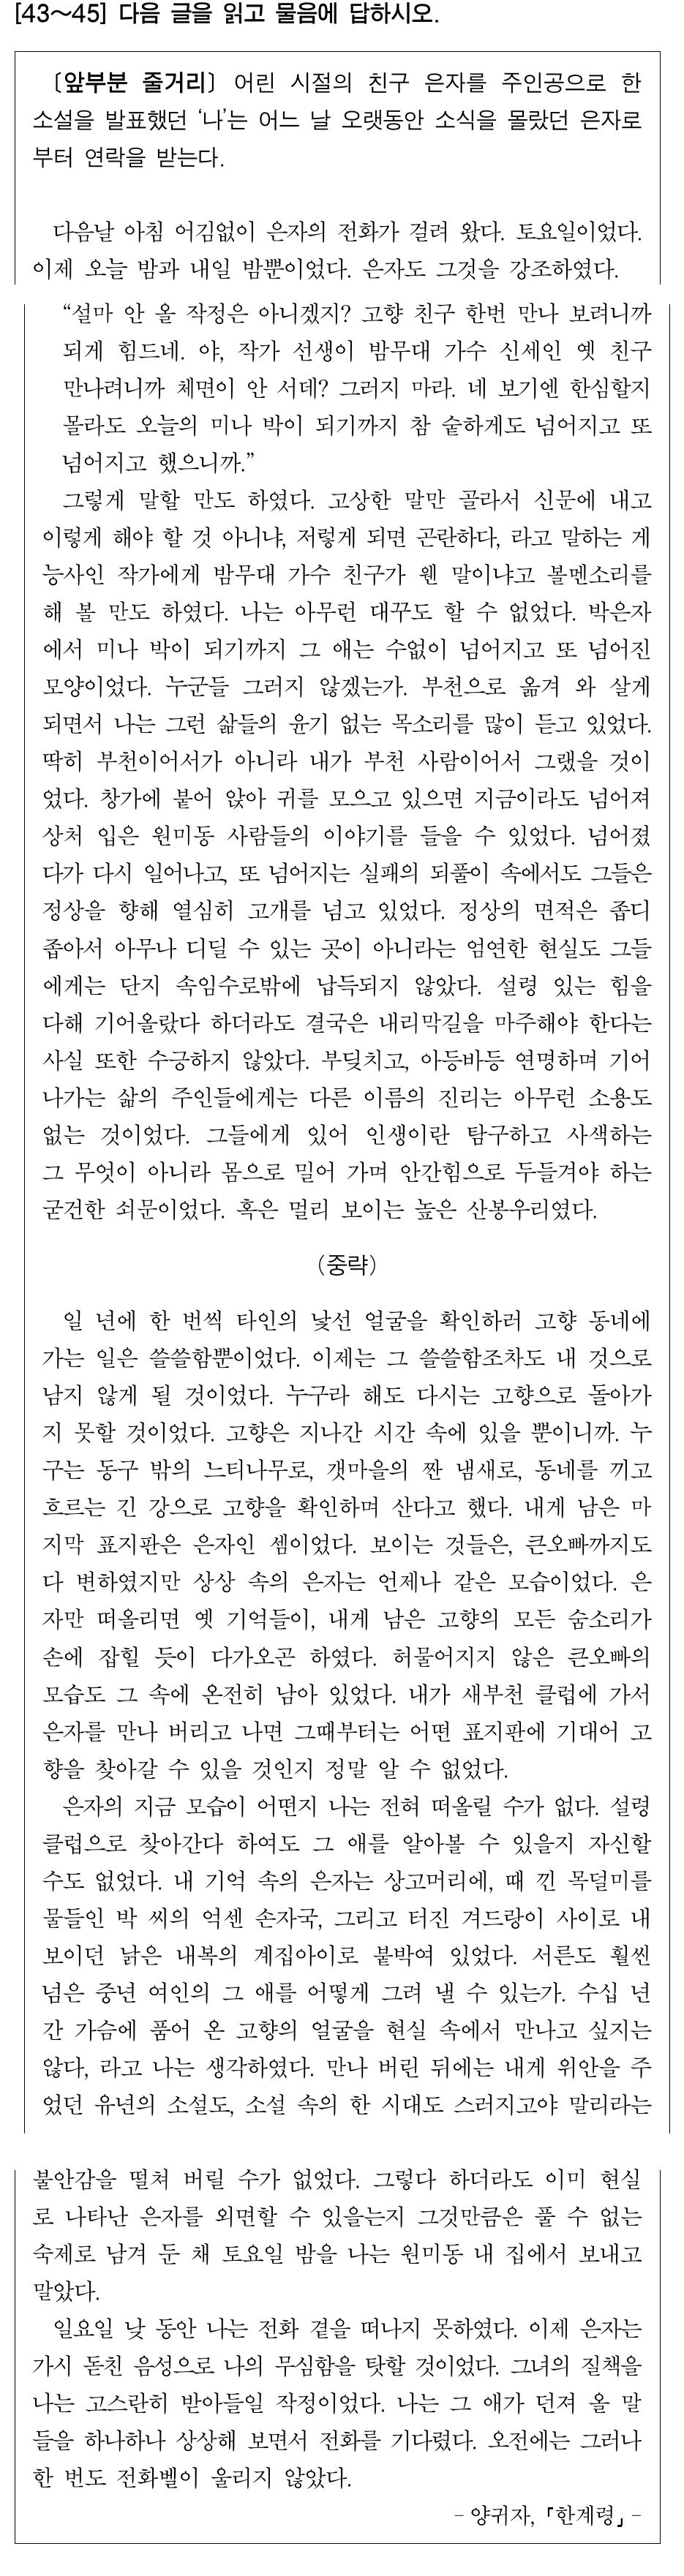 [43~45] 다음 글을 읽고 물음에 답하시오.
〔앞부분 줄거리〕 어린 시절의 친구 은자를 주인공으로 한
소설을 발표했던 ‘나’는 어느 날 오랫동안 소식을 몰랐던 은자로
부터 연락을 받는다.
다음날 아침 어김없이 은자의 전화가 걸려 왔다. 토요일이었다.
이제 오늘 밤과 내일 밤뿐이었다. 은자도 그것을 강조하였다.
“설마 안 올 작정은 아니겠지? 고향 친구 한번 만나 보려니까
되게 힘드네. 야, 작가 선생이 밤무대 가수 신세인 옛 친구
만나려니까 체면이 안 서데? 그러지 마라. 네 보기엔 한심할지
몰라도 오늘의 미나 박이 되기까지 참 숱하게도 넘어지고 또
넘어지고 했으니까.”
그렇게 말할 만도 하였다. 고상한 말만 골라서 신문에 내고
이렇게 해야 할 것 아니냐, 저렇게 되면 곤란하다, 라고 말하는 게
능사인 작가에게 밤무대 가수 친구가 웬 말이냐고 볼멘소리를
해 볼 만도 하였다. 나는 아무런 대꾸도 할 수 없었다. 박은자
에서 미나 박이 되기까지 그 애는 수없이 넘어지고 또 넘어진
모양이었다. 누군들 그러지 않겠는가. 부천으로 옮겨 와 살게
되면서 나는 그런 삶들의 윤기 없는 목소리를 많이 듣고 있었다.
딱히 부천이어서가 아니라 내가 부천 사람이어서 그랬을 것이
었다. 창가에 붙어 앉아 귀를 모으고 있으면 지금이라도 넘어져
상처 입은 원미동 사람들의 이야기를 들을 수 있었다. 넘어졌
다가 다시 일어나고, 또 넘어지는 실패의 되풀이 속에서도 그들은
정상을 향해 열심히 고개를 넘고 있었다. 정상의 면적은 좁디
좁아서 아무나 디딜 수 있는 곳이 아니라는 엄연한 현실도 그들
에게는 단지 속임수로밖에 납득되지 않았다. 설령 있는 힘을
다해 기어올랐다 하더라도 결국은 내리막길을 마주해야 한다는
사실 또한 수긍하지 않았다. 부딪치고, 아등바등 연명하며 기어
나가는 삶의 주인들에게는 다른 이름의 진리는 아무런 소용도
없는 것이었다. 그들에게 있어 인생이란 탐구하고 사색하는
그 무엇이 아니라 몸으로 밀어 가며 안간힘으로 두들겨야 하는
굳건한 쇠문이었다. 혹은 멀리 보이는 높은 산봉우리였다.
(중략)
일 년에 한 번씩 타인의 낯선 얼굴을 확인하러 고향 동네에
가는 일은 쓸쓸함뿐이었다. 이제는 그 쓸쓸함조차도 내 것으로
남지 않게 될 것이었다. 누구라 해도 다시는 고향으로 돌아가
지 못할 것이었다. 고향은 지나간 시간 속에 있을 뿐이니까. 누
구는 동구 밖의 느티나무로, 갯마을의 짠 냄새로, 동네를 끼고
흐르는 긴 강으로 고향을 확인하며 산다고 했다. 내게 남은 마
지막 표지판은 은자인 셈이었다. 보이는 것들은, 큰오빠까지도
다 변하였지만 상상 속의 은자는 언제나 같은 모습이었다. 은
자만 떠올리면 옛 기억들이, 내게 남은 고향의 모든 숨소리가
손에 잡힐 듯이 다가오곤 하였다. 허물어지지 않은 큰오빠의
모습도 그 속에 온전히 남아 있었다. 내가 새부천 클럽에 가서
은자를 만나 버리고 나면 그때부터는 어떤 표지판에 기대어 고
향을 찾아갈 수 있을 것인지 정말 알 수 없었다.
은자의 지금 모습이 어떤지 나는 전혀 떠올릴 수가 없다. 설령
클럽으로 찾아간다 하여도 그 애를 알아볼 수 있을지 자신할
수도 없었다. 내 기억 속의 은자는 상고머리에, 때 낀 목덜미를
물들인 박 씨의 억센 손자국, 그리고 터진 겨드랑이 사이로 내
보이던 낡은 내복의 계집아이로 붙박여 있었다. 서른도 훨씬
넘은 중년 여인의 그 애를 어떻게 그려 낼 수 있는가. 수십 년
간 가슴에 품어 온 고향의 얼굴을 현실 속에서 만나고 싶지는
않다, 라고 나는 생각하였다. 만나 버린 뒤에는 내게 위안을 주
었던 유년의 소설도, 소설 속의 한 시대도 스러지고야 말리라는
불안감을 떨쳐 버릴 수가 없었다. 그렇다 하더라도 이미 현실
로 나타난 은자를 외면할 수 있을는지 그것만큼은 풀 수 없는
숙제로 남겨 둔 채 토요일 밤을 나는 원미동 내 집에서 보내고
말았다.
일요일 낮 동안 나는 전화 곁을 떠나지 못하였다. 이제 은자는
가시 돋친 음성으로 나의 무심함을 탓할 것이었다. 그녀의 질책을
나는 고스란히 받아들일 작정이었다. 나는 그 애가 던져 올 말
들을 하나하나 상상해 보면서 전화를 기다렸다. 오전에는 그러나
한 번도 전화벨이 울리지 않았다.
- 양귀자, 「한계령」 -